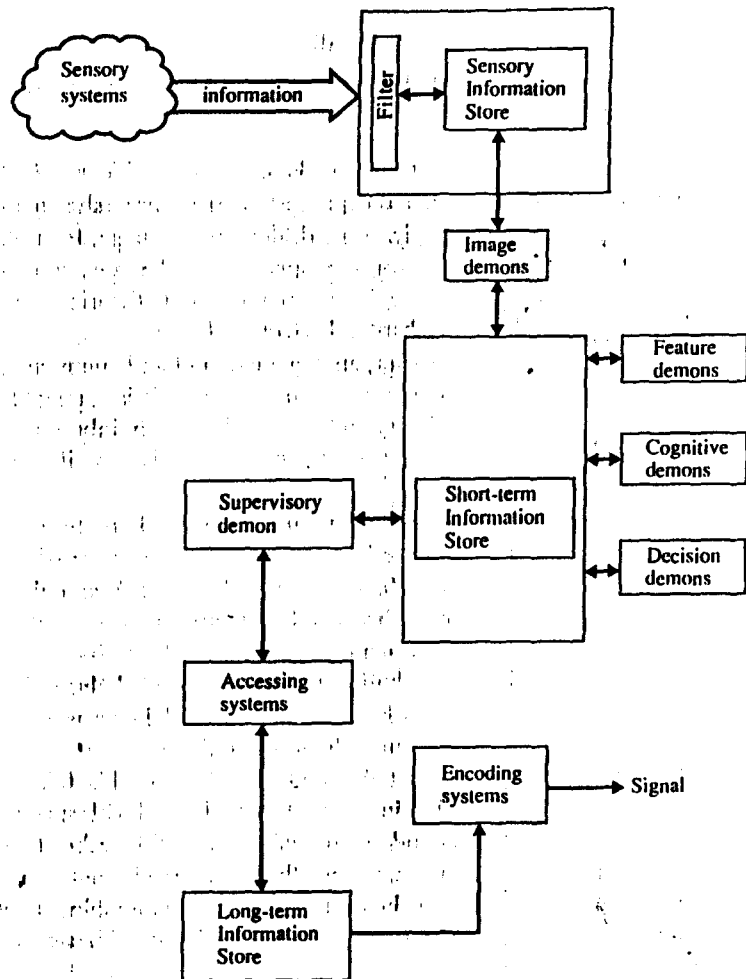 Sensory
systems
information
Filter
Sensory
Information
Store
Image
demons
Feature
demons
Cognitive
demons
Short-term
Information
Store
Supervisory
demon
Decision
demons
Accessing
systems
Encoding
systems
Signal
Long-term
Information
Store